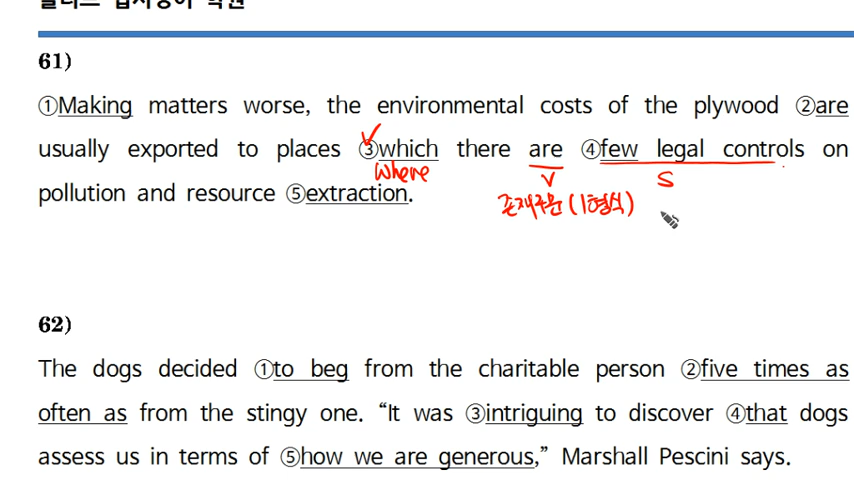 61)
①Making matters worse, the environmental costs of the plywood ②are
usually exported to places ③which there are ④few legal controls on
where
V
S
pollution and resource ⑤extraction.
존재구문 (1형식)
62)
The dogs decided ①to beg from the charitable person ②five times as
often as from the stingy one. “It was ③intriguing to discover ④that dogs
assess us in terms of ⑤how we are generous,” Marshall Pescini says.